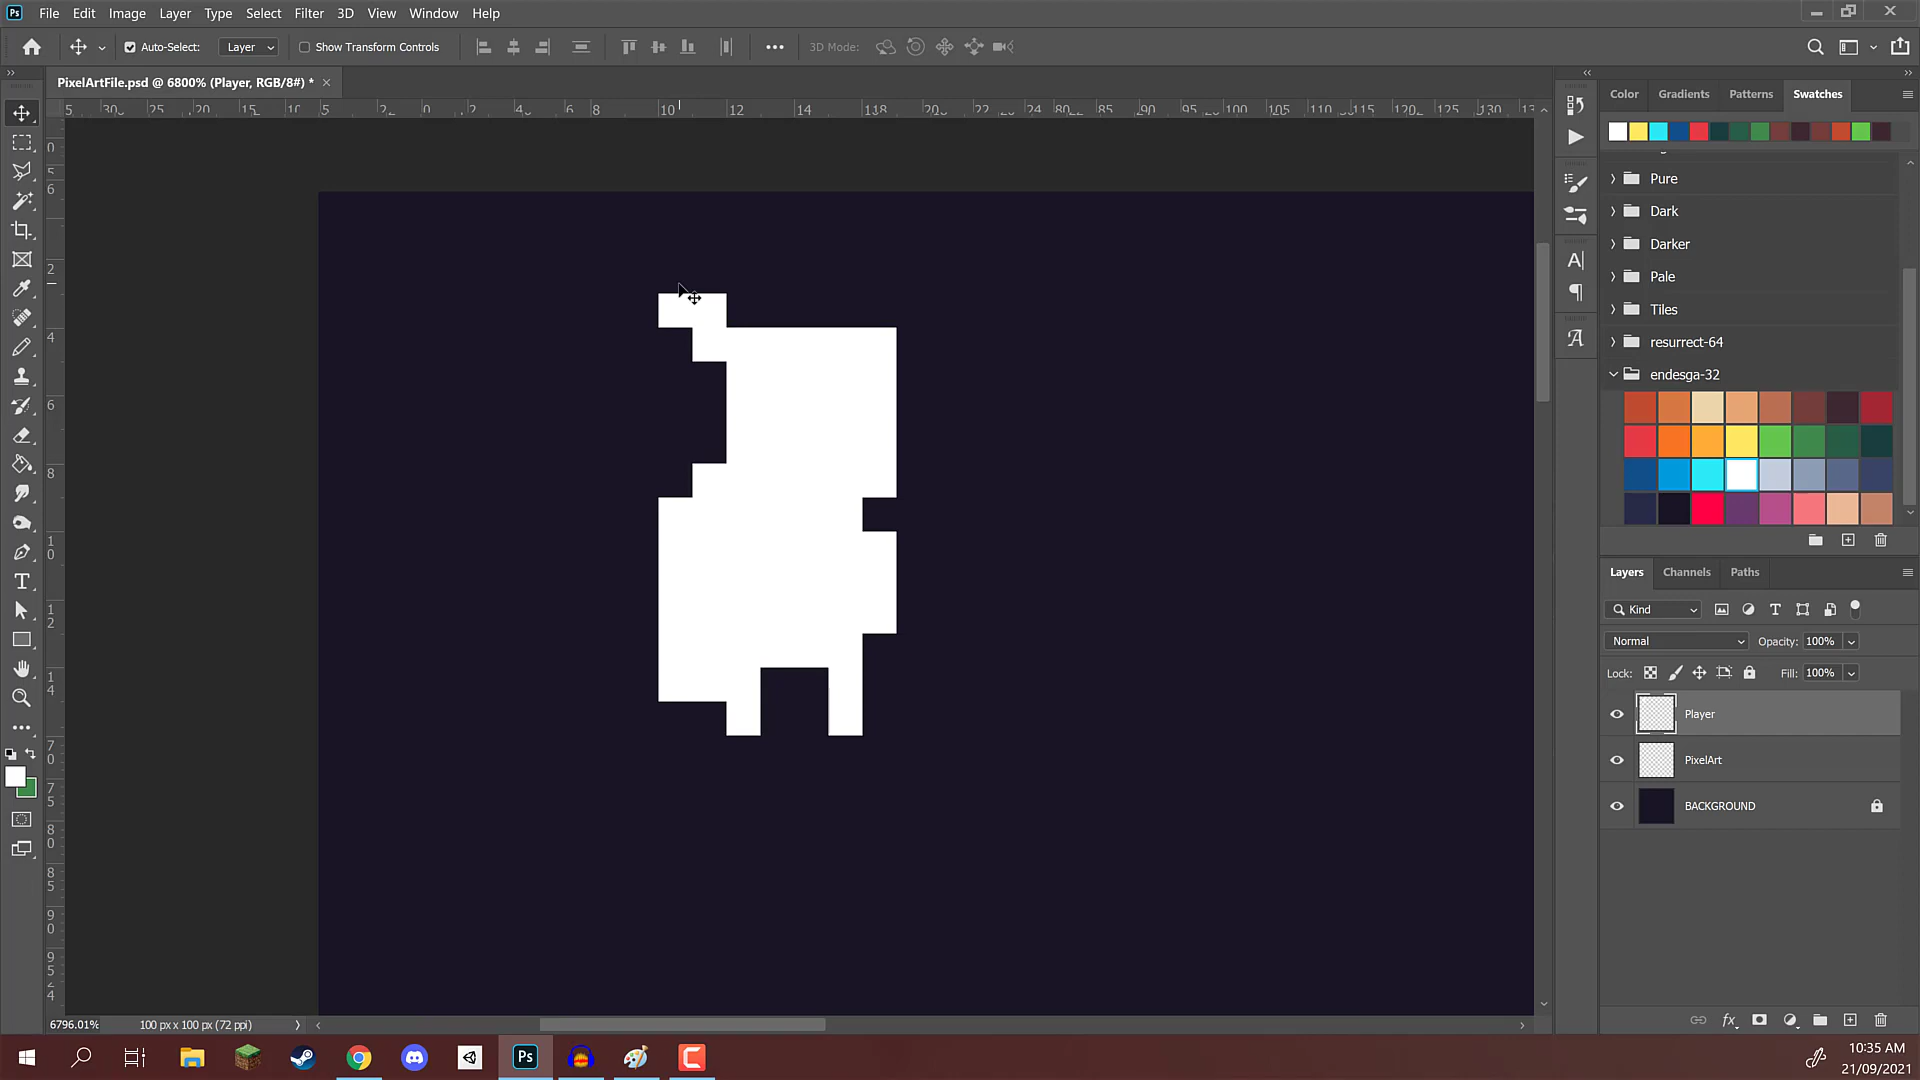 File Edit Image Layer Type Select Filter 3D View Window Help
Auto-Select: Layer Show Transform Controls 3D Mode:
PixelArtFile.psd @ 6800% (Player, RGB/8#) *
Color Gradients Patterns Swatches
Pure
Dark
Darker
Pale
Tiles
resurrect-64
endesga-32
Layers Channels Paths
Kind
Normal Opacity: 100%
Lock: Fill: 100%
Player
PixelArt
BACKGROUND
6796.01% 100 px x 100 px (72 ppi)
10:35 AM
21/09/2021